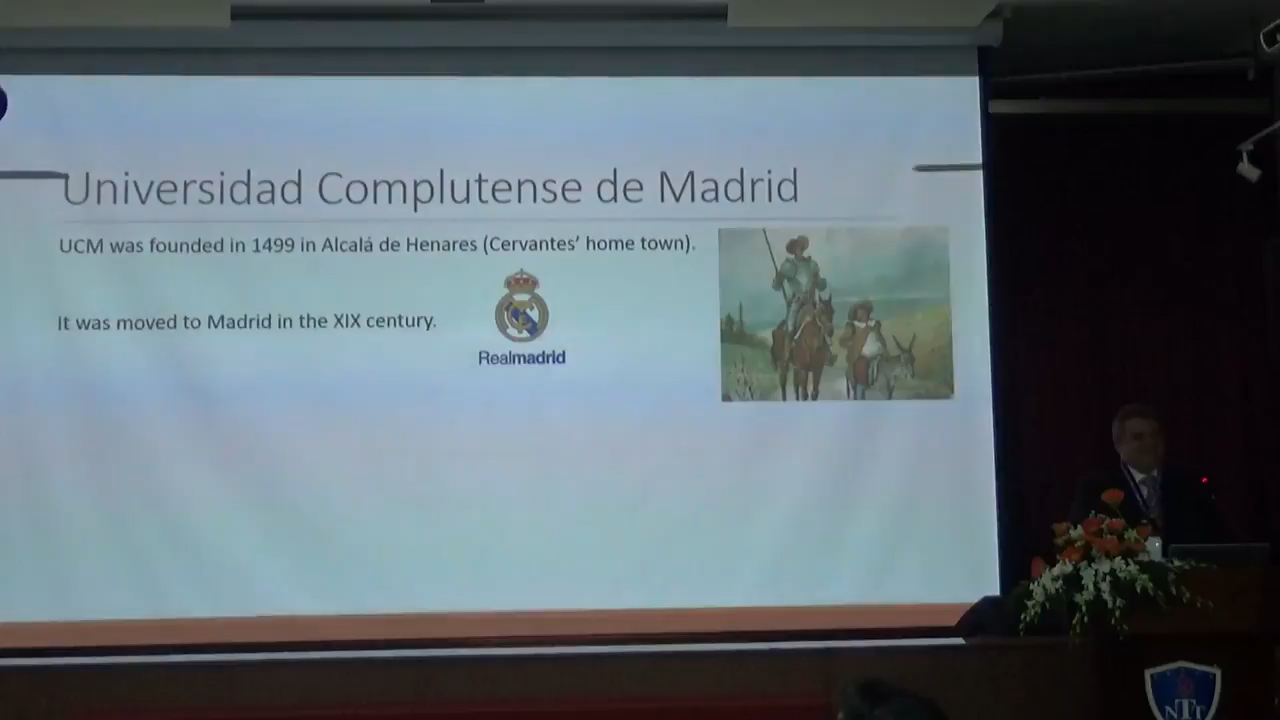 Universidad Complutense de Madrid
UCM was founded in 1499 in Alcalá de Henares (Cervantes’ home town).
It was moved to Madrid in the XIX century.
Realmadrid
NTT